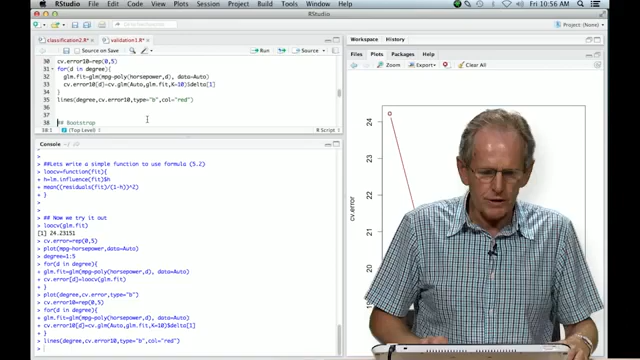 RStudio File Edit View Workspace Plots Help
Fri 10:56 AM
RStudio
Project: (None)
classification2.R*
validation1.R*
Source on Save
Run
Source
30 cv.error10=rep(0,5)
31 for(d in degree){
32 glm.fit=glm(mpg~poly(horsepower,d), data=Auto)
33 cv.error10[d]=cv.glm(Auto,glm.fit,K=10)$delta[1]
34 }
35 lines(degree,cv.error10,type="b",col="red")
36
37
38 ## Bootstrap
38:1
(Top Level)
R Script
Console
> ##Lets write a simple function to use formula (5.2)
> loocv=function(fit){
+ h=lm.influence(fit)$h
+ mean((residuals(fit)/(1-h))^2)
+ }
>
> ## Now we try it out
> loocv(glm.fit)
[1] 24.23151
> cv.error=rep(0,5)
> plot(mpg~horsepower,data=Auto)
> degree=1:5
> for(d in degree){
+ glm.fit=glm(mpg~poly(horsepower,d), data=Auto)
+ cv.error[d]=loocv(glm.fit)
+ }
> plot(degree,cv.error,type="b")
> cv.error10=rep(0,5)
> for(d in degree){
+ glm.fit=glm(mpg~poly(horsepower,d), data=Auto)
+ cv.error10[d]=cv.glm(Auto,glm.fit,K=10)$delta[1]
+ }
> lines(degree,cv.error10,type="b",col="red")
>
Workspace
History
Files
Plots
Packages
Help
Zoom
Export
Clear All
cv.error
24
23
22
21
20